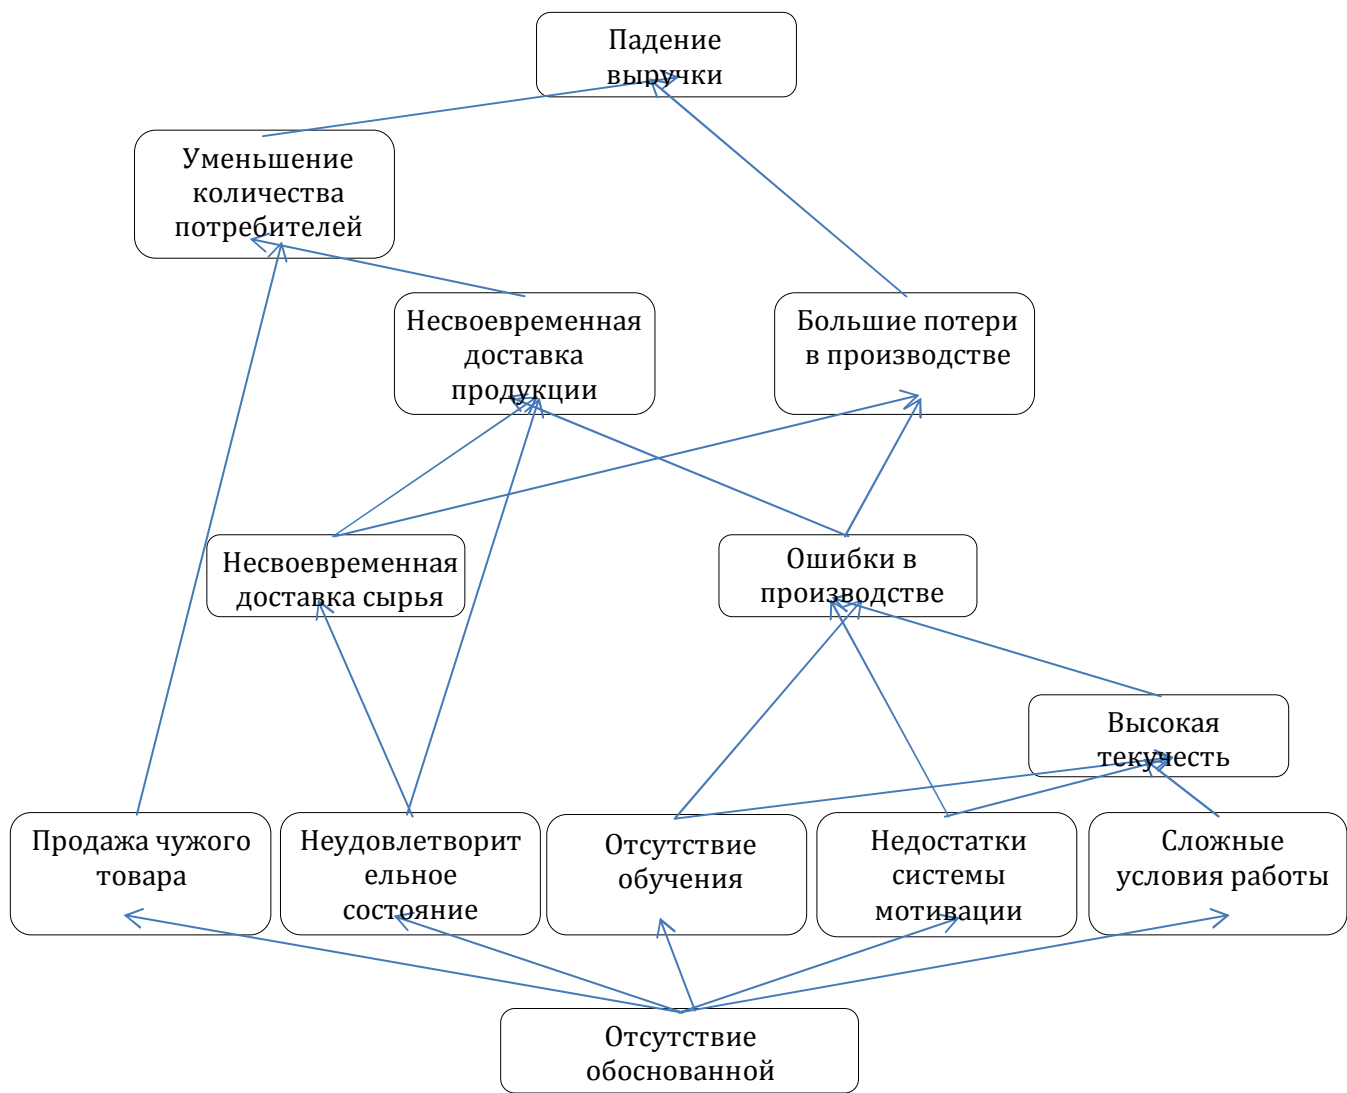 Падение
выручки
Уменьшение
количества
потребителей
Несвоевременная
доставка
продукции
Большие потери
в производстве
Несвоевременная
доставка сырья
Ошибки в
производстве
Высокая
текучесть
Продажа чужого
товара
Неудовлетворит
ельное
состояние
Отсутствие
обучения
Недостатки
системы
мотивации
Сложные
условия работы
Отсутствие
обоснованной